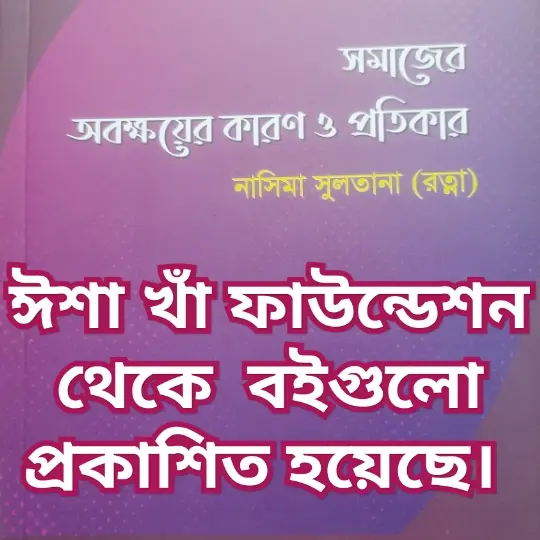 সমাজের
অবক্ষয়ের কারণ ও প্রতিকার
নাসিমা সুলতানা (রত্না)
ঈশা খাঁ ফাউন্ডেশন
থেকে বইগুলো
প্রকাশিত হয়েছে।